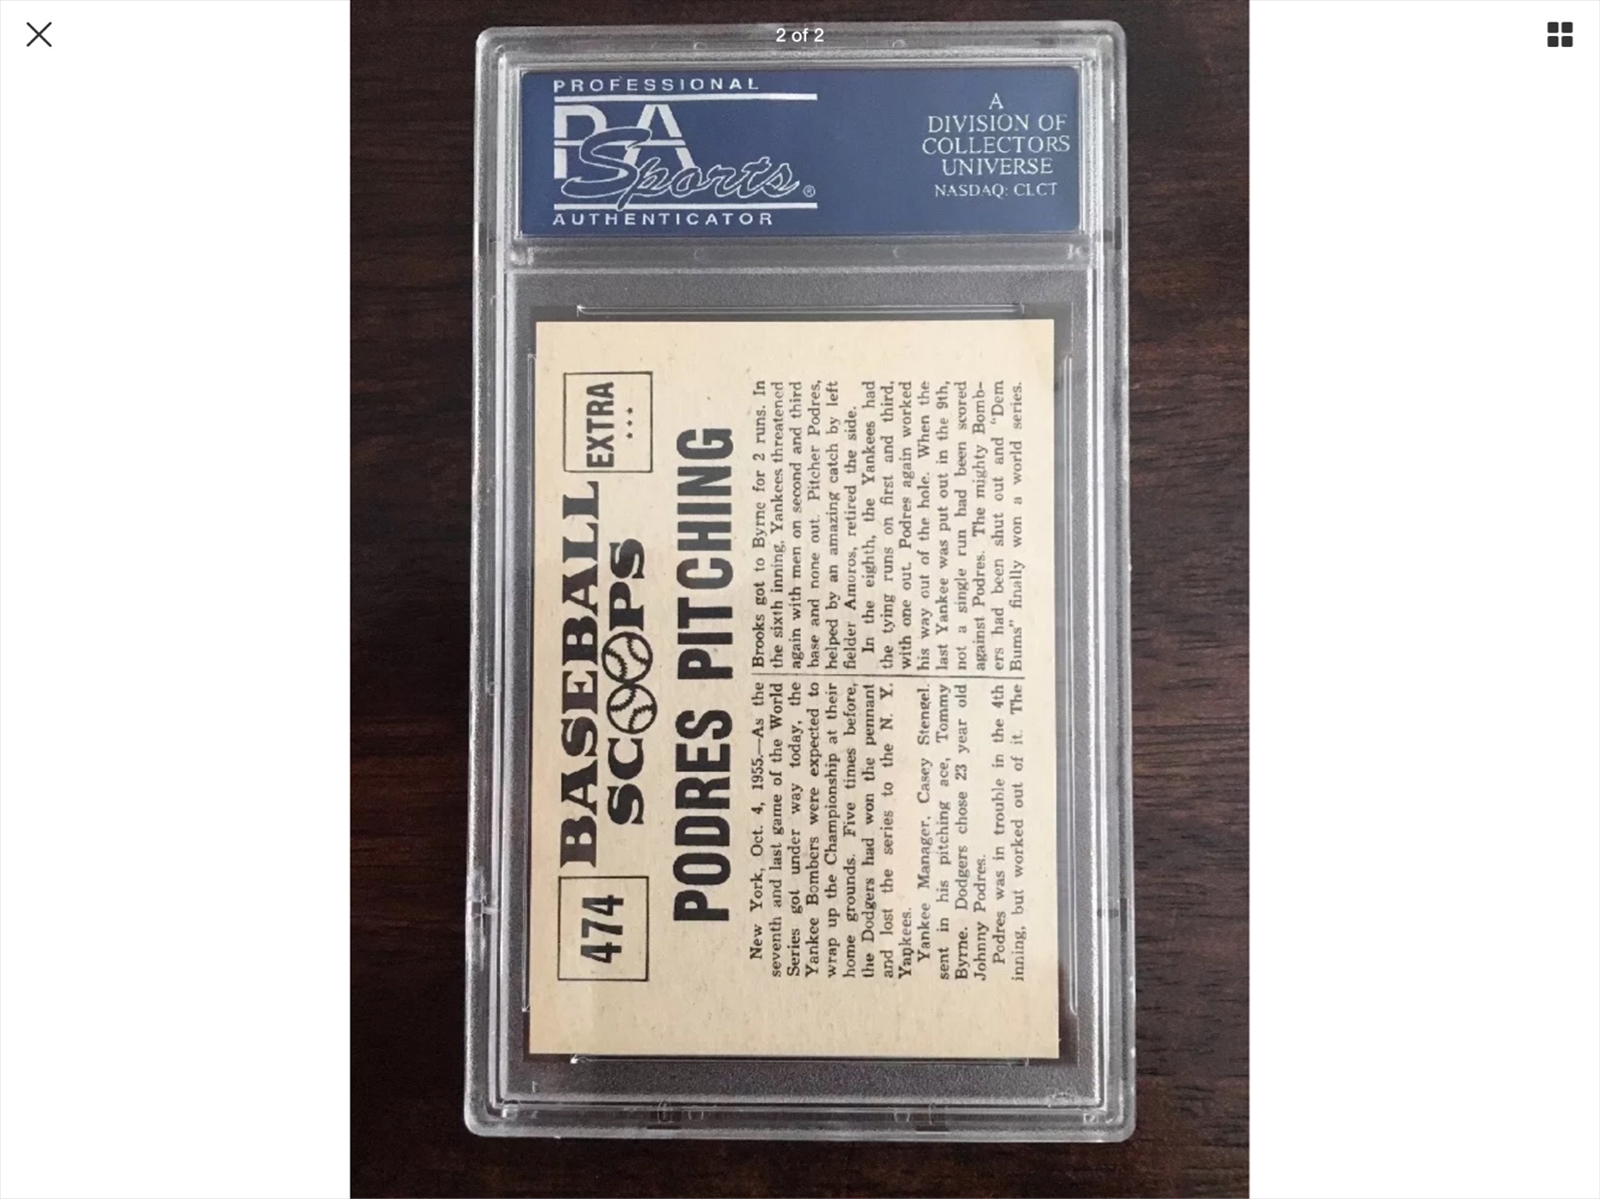 2 of 2
PROFESSIONAL
PSA
Sports®
AUTHENTICATOR
A
DIVISION OF
COLLECTORS
UNIVERSE
NASDAQ: CLCT
474
BASEBALL
SCOOPS
EXTRA
***
PODRES PITCHING
New York, Oct. 4, 1955.—As the
seventh and last game of the World
Series got under way today, the
Yankee Bombers were expected to
wrap up the Championship at their
home grounds. Five times before,
the Dodgers had won the pennant
and lost the series to the N. Y.
Yankees.
Yankee Manager, Casey Stengel.
sent in his pitching ace, Tommy
Byrne. Dodgers chose 23 year old
Johnny Podres.
Podres was in trouble in the 4th
inning, but worked out of it. The
Brooks got to Byrne for 2 runs. In
the sixth inning, Yankees threatened
again with men on second and third
base and none out. Pitcher Podres,
helped by an amazing catch by left
fielder Amoros, retired the side.
In the eighth, the Yankees had
the tying runs on first and third,
with one out. Podres again worked
his way out of the hole. When the
last Yankee was put out in the 9th,
not a single run had been scored
against Podres. The mighty Bomb-
ers had been shut out and "Dem
Bums" finally won a world series.